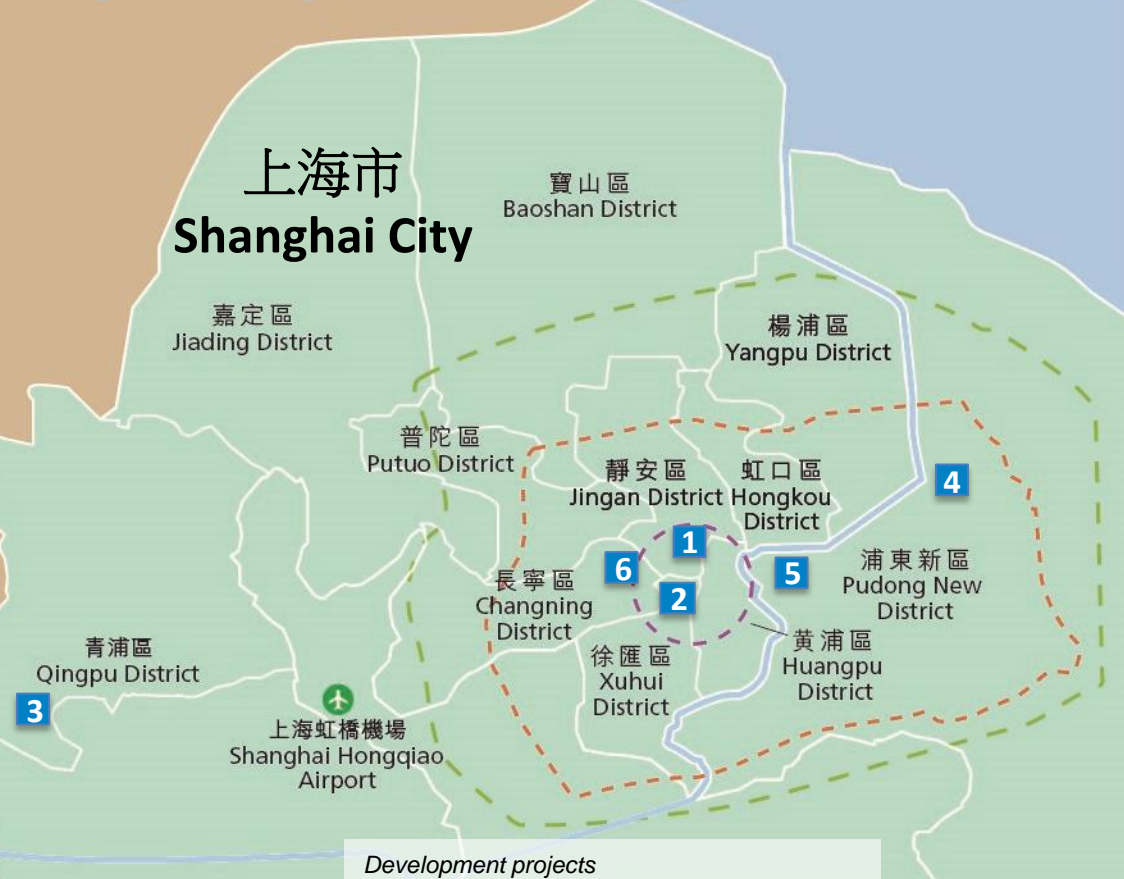 上海市
Shanghai City
寶山區
Baoshan District
嘉定區
Jiading District
楊浦區
Yangpu District
普陀區
Putuo District
靜安區
Jingan District
虹口區
Hongkou
District
4
1
6
5
2
浦東新區
Pudong New
District
長寧區
Changning
District
黄浦區
Huangpu
District
徐匯區
Xuhui
District
青浦區
Qingpu District
3
上海虹橋機場
Shanghai Hongqiao
Airport
Development projects